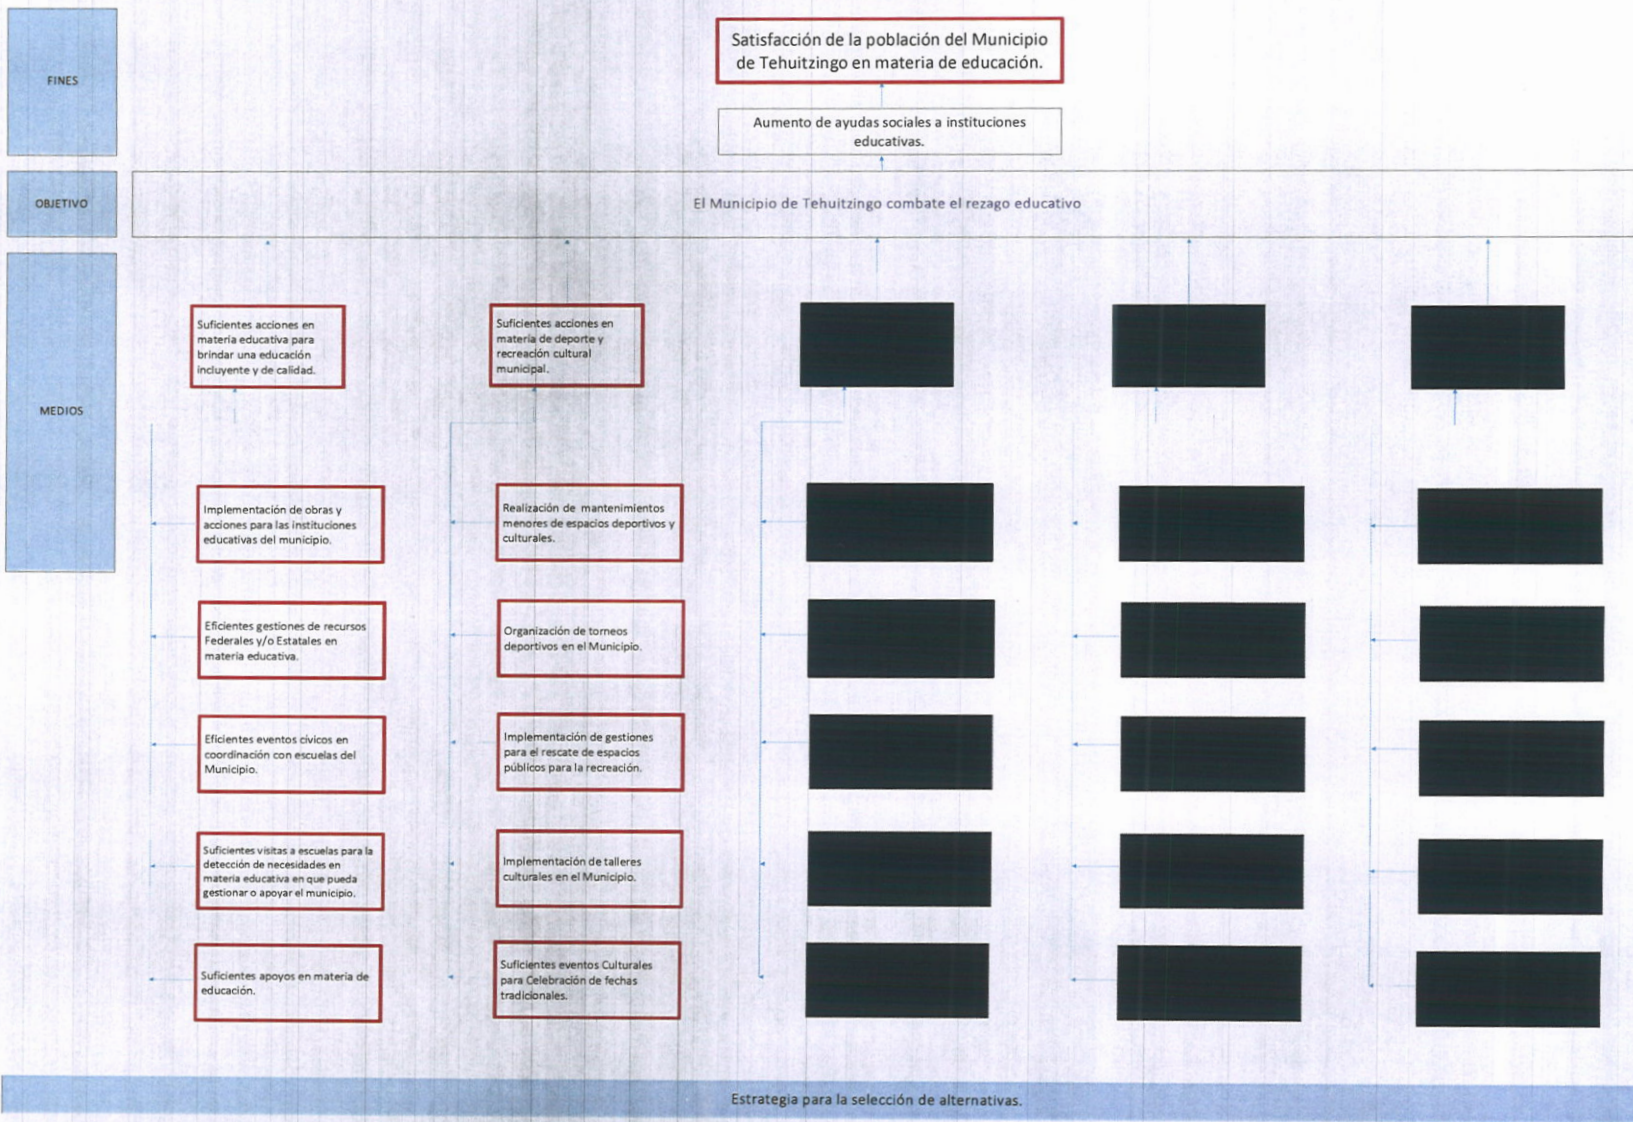 FINES
Satisfacción de la población del Municipio
de Tehuitzingo en materia de educación.
Aumento de ayudas sociales a instituciones
educativas.
OBJETIVO
El Municipio de Tehuitzingo combate el rezago educativo
MEDIOS
Suficientes acciones en
materia educativa para
brindar una educación
incluyente y de calidad.
Suficientes acciones en
materia de deporte y
recreación cultural
municipal.
Implementación de obras y
acciones para las instituciones
educativas del municipio.
Realización de mantenimientos
menores de espacios deportivos y
culturales.
Eficientes gestiones de recursos
Federales y/o Estatales en
materia educativa.
Organización de torneos
deportivos en el Municipio.
Eficientes eventos cívicos en
coordinación con escuelas del
Municipio.
Implementación de gestiones
para el rescate de espacios
públicos para la recreación.
Suficientes visitas a escuelas para la
detección de necesidades en
materia educativa en que pueda
gestionar o apoyar el municipio.
Implementación de talleres
culturales en el Municipio.
Suficientes apoyos en materia de
educación.
Suficientes eventos Culturales
para Celebración de fechas
tradicionales.
Estrategia para la selección de alternativas.